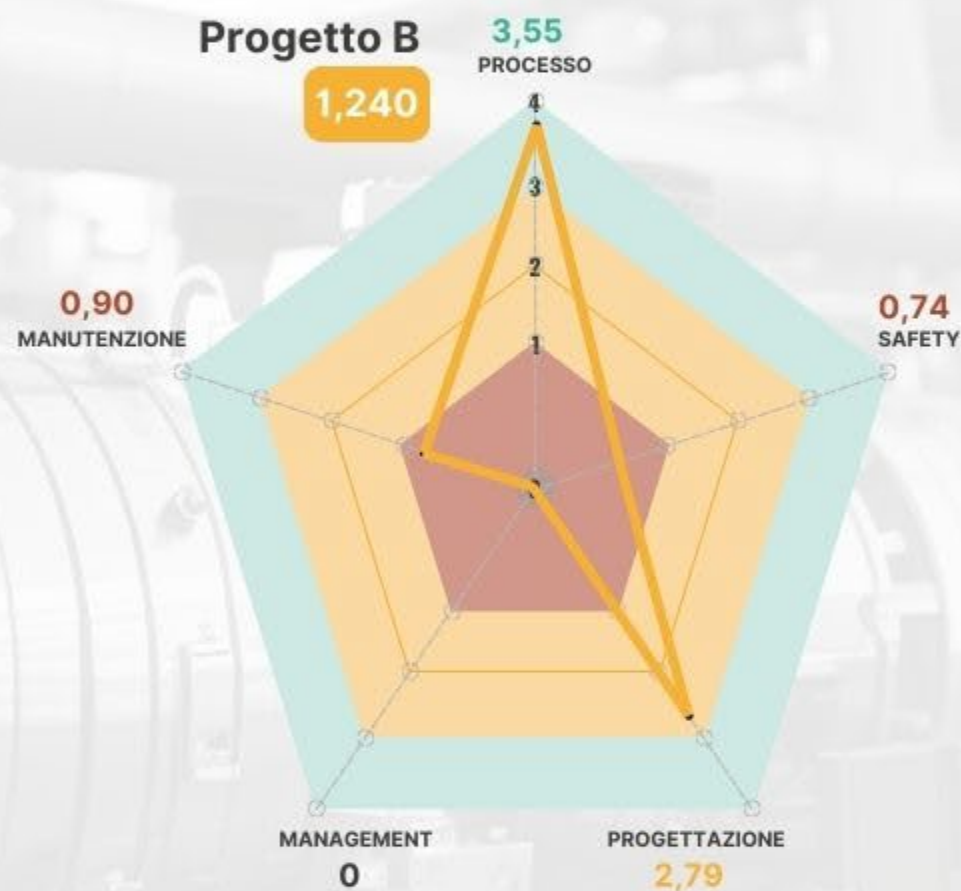 Progetto B
1,240
3,55
PROCESSO
4
3
2
1
0
0,90
MANUTENZIONE
0,74
SAFETY
MANAGEMENT
0
PROGETTAZIONE
2,79